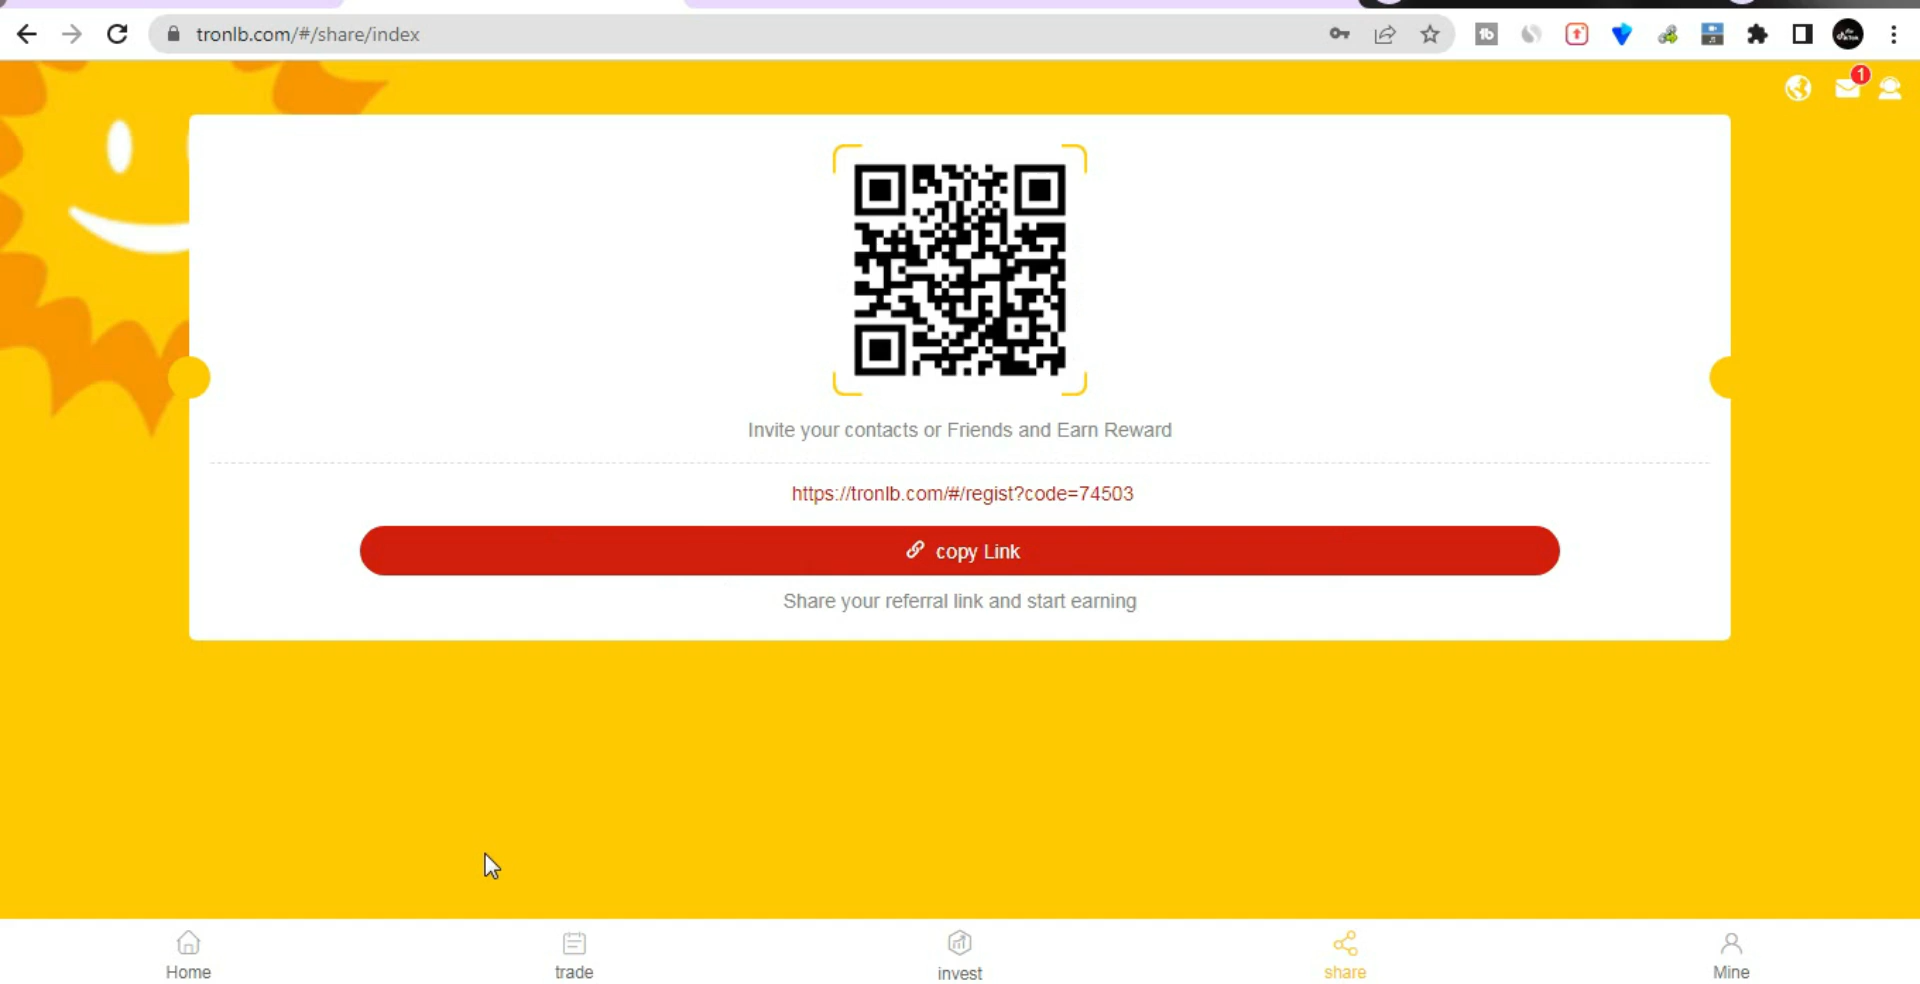 tronlb.com/#/share/index
1
Invite your contacts or Friends and Earn Reward
https://tronlb.com/#/regist?code=74503
copy Link
Share your referral link and start earning
Home
trade
invest
share
Mine